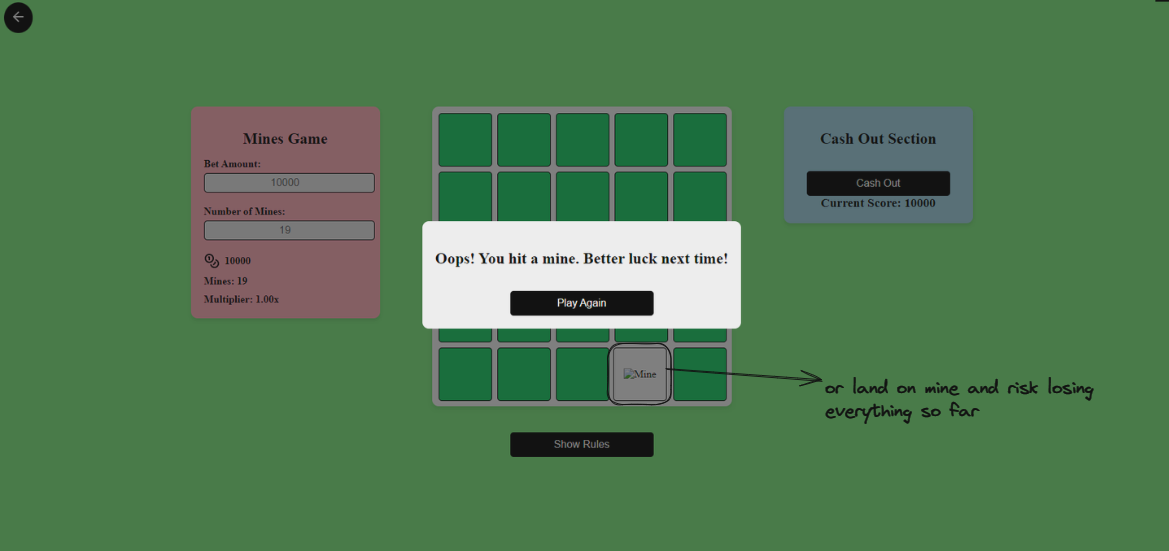 Mines Game
Bet Amount:
10000
Number of Mines:
19
10000
Mines: 19
Multiplier: 1.00x
Oops! You hit a mine. Better luck next time!
Play Again
Mine
Show Rules
Cash Out Section
Cash Out
Current Score: 10000
or land on mine and risk losing
everything so far